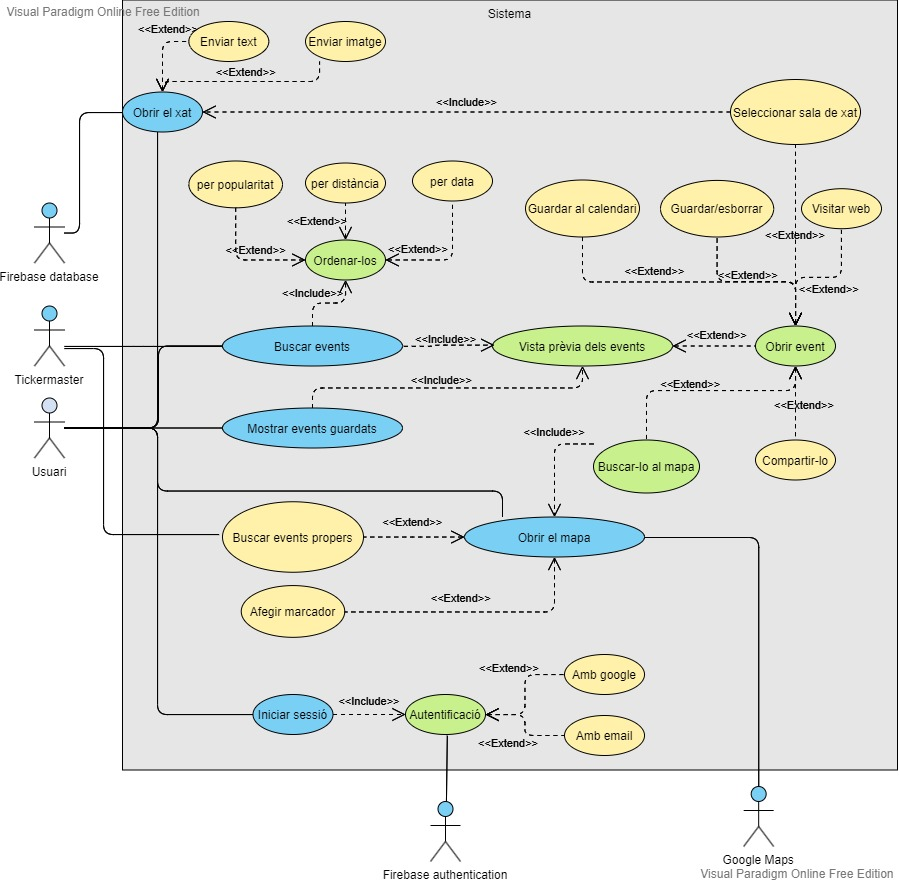 Visual Paradigm Online Free Edition
Sistema
<<Extend>>
Enviar text
Enviar imatge
<<Extend>>
Obrir el xat
<<Include>>
Seleccionar sala de xat
per popularitat
per distància
per data
Guardar al calendari
Guardar/esborrar
Visitar web
<<Extend>>
<<Extend>>
<<Extend>>
<<Extend>>
Ordenar-los
Firebase database
<<Extend>>
<<Extend>>
<<Extend>>
<<Include>>
Buscar events
<<Include>>
Vista prèvia dels events
<<Extend>>
Obrir event
Tickermaster
<<Include>>
<<Extend>>
<<Extend>>
Mostrar events guardats
<<Include>>
Usuari
Buscar-lo al mapa
Compartir-lo
<<Extend>>
Buscar events propers
Obrir el mapa
<<Extend>>
Afegir marcador
<<Extend>>
Amb google
<<Include>>
Iniciar sessió
Autentificació
<<Extend>>
Amb email
Google Maps
Firebase authentication
Visual Paradigm Online Free Edition